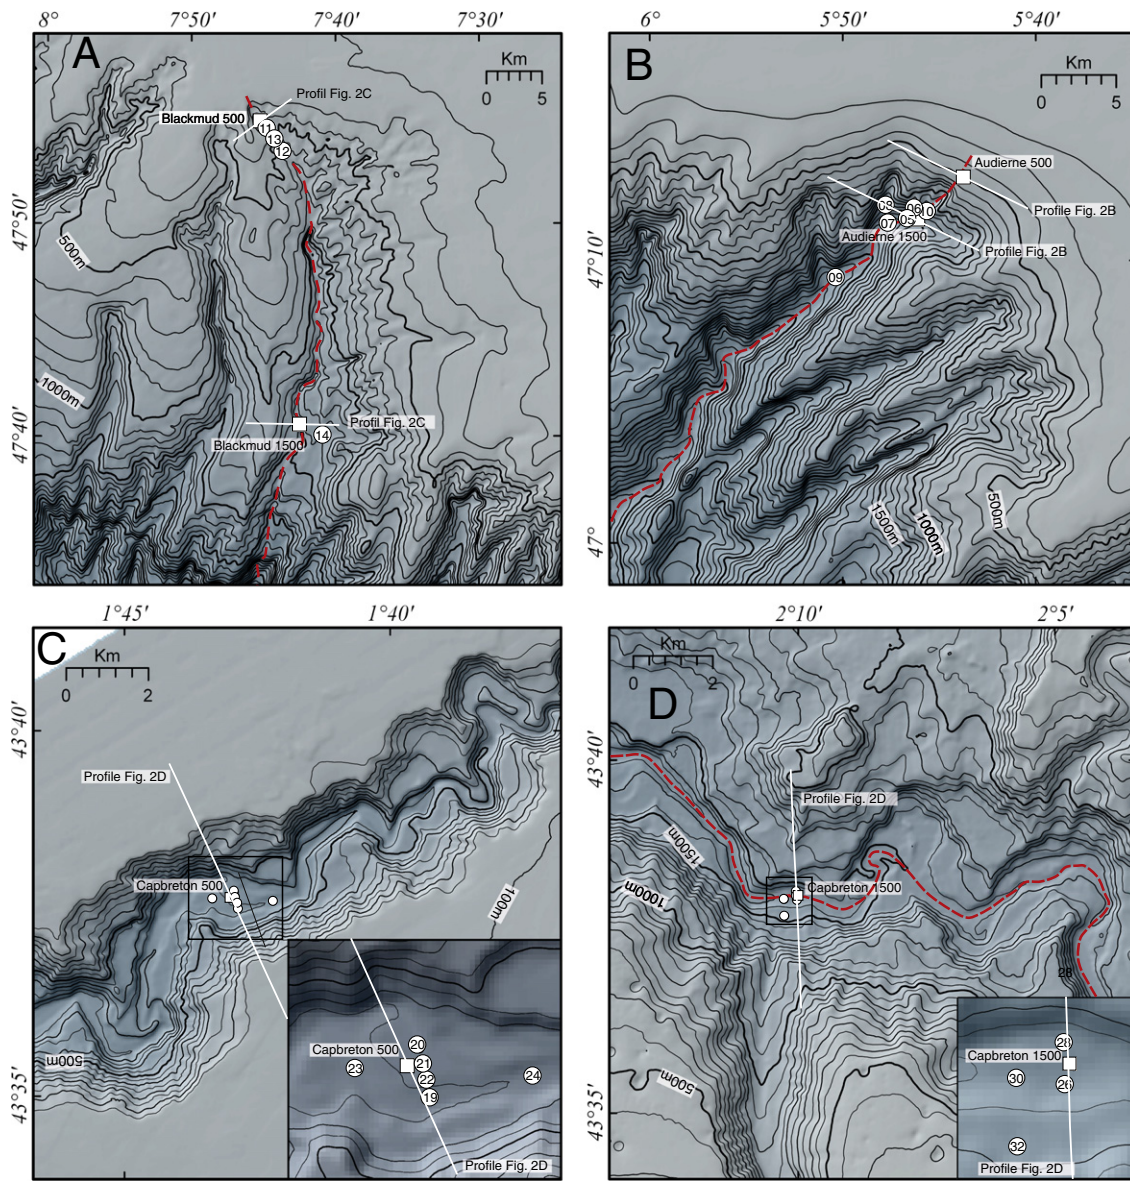 8°
7°50'
7°40'
7°30'
A
Km
0
5
Profil Fig. 2C
Blackmud 500
11
13
12
47°50'
500m
1000m
47°40'
Profil Fig. 2C
Blackmud 1500
14
6°
5°50'
5°40'
B
Km
0
5
Audierne 500
Profile Fig. 2B
08
06
10
07
05
Audierne 1500
Profile Fig. 2B
47°10'
09
1500m
1000m
500m
47°
1°45'
1°40'
C
Km
0
2
43°40'
Profile Fig. 2D
Capbreton 500
100m
500m
43°35'
20
Capbreton 500
21
23
22
24
19
Profile Fig. 2D
2°10'
2°5'
Km
0
2
D
43°40'
Profile Fig. 2D
1500m
1000m
Capbreton 1500
28
500m
43°35'
28
Capbreton 1500
30
26
32
Profile Fig. 2D